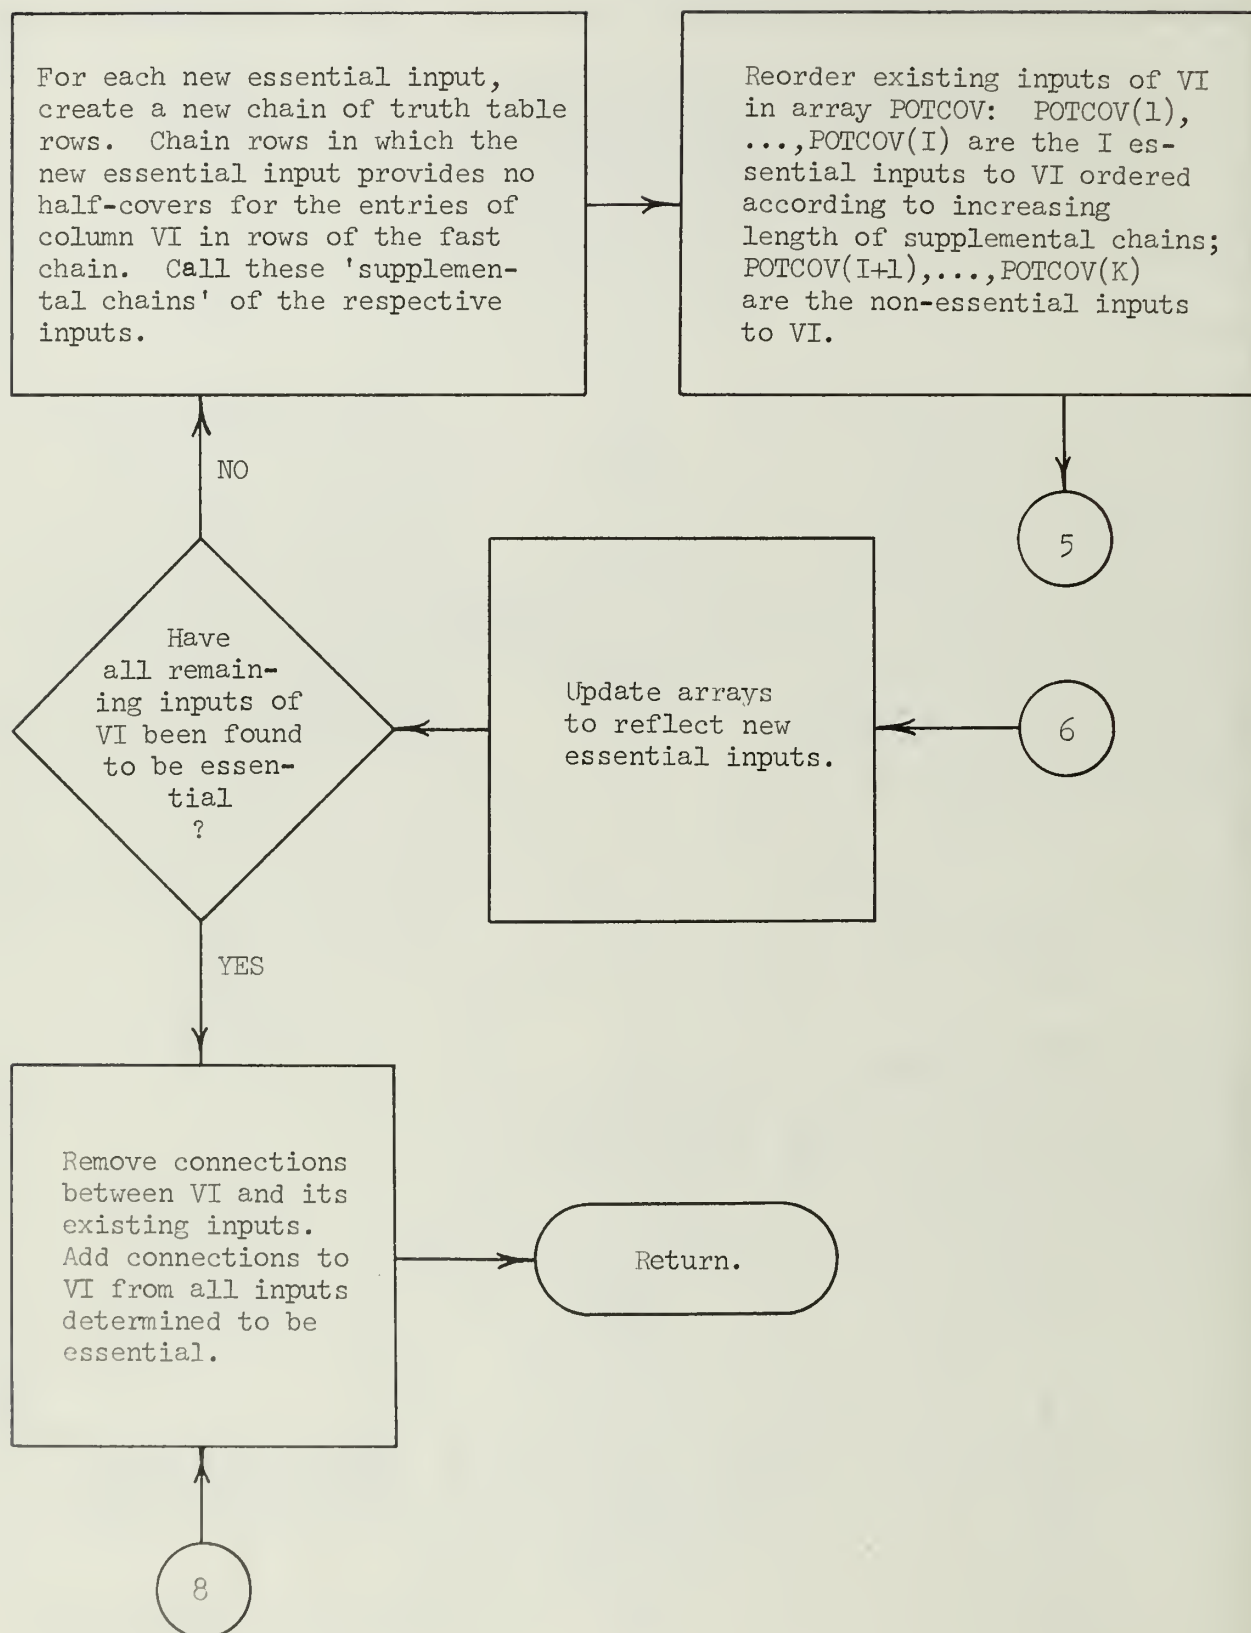 For each new essential input,
create a new chain of truth table
rows.  Chain rows in which the
new essential input provides no
half-covers for the entries of
column VI in rows of the fast
chain.  Call these 'supplemen-
tal chains' of the respective
inputs.
Reorder existing inputs of VI
in array POTCOV:  POTCOV(1),
...,POTCOV(I) are the I es-
sential inputs to VI ordered
according to increasing
length of supplemental chains;
POTCOV(I+1),...,POTCOV(K)
are the non-essential inputs
to VI.
NO
5
Have
all remain-
ing inputs of
VI been found
to be essen-
tial
?
Update arrays
to reflect new
essential inputs.
6
YES
Remove connections
between VI and its
existing inputs.
Add connections to
VI from all inputs
determined to be
essential.
Return.
8